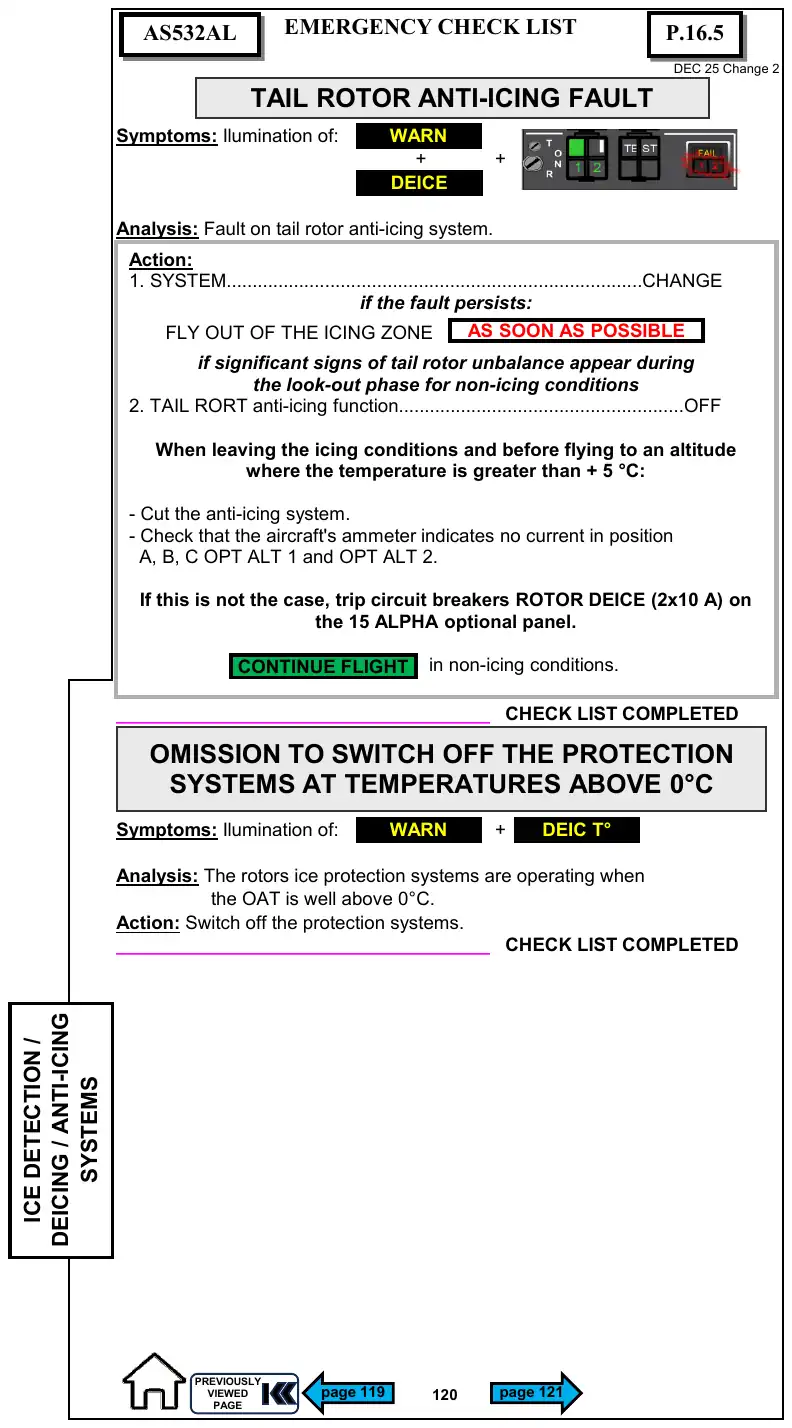 AS532AL
EMERGENCY CHECK LIST
P.16.5
DEC 25 Change 2
TAIL ROTOR ANTI-ICING FAULT
Symptoms: Ilumination of:
WARN
+
+
DEICE
T
O
N
R
1 2
TEST
FAIL
Analysis: Fault on tail rotor anti-icing system.
Action:
1. SYSTEM................................................................................CHANGE
if the fault persists:
FLY OUT OF THE ICING ZONE AS SOON AS POSSIBLE
if significant signs of tail rotor unbalance appear during
the look-out phase for non-icing conditions
2. TAIL RORT anti-icing function.......................................................OFF
When leaving the icing conditions and before flying to an altitude
where the temperature is greater than + 5 °C:
- Cut the anti-icing system.
- Check that the aircraft's ammeter indicates no current in position
A, B, C OPT ALT 1 and OPT ALT 2.
If this is not the case, trip circuit breakers ROTOR DEICE (2x10 A) on
the 15 ALPHA optional panel.
CONTINUE FLIGHT in non-icing conditions.
CHECK LIST COMPLETED
OMISSION TO SWITCH OFF THE PROTECTION
SYSTEMS AT TEMPERATURES ABOVE 0°C
Symptoms: Ilumination of: WARN + DEIC T°
Analysis: The rotors ice protection systems are operating when
the OAT is well above 0°C.
Action: Switch off the protection systems.
CHECK LIST COMPLETED
ICE DETECTION /
DEICING / ANTI-ICING
SYSTEMS
PREVIOUSLY
VIEWED
PAGE
page 119
120
page 121